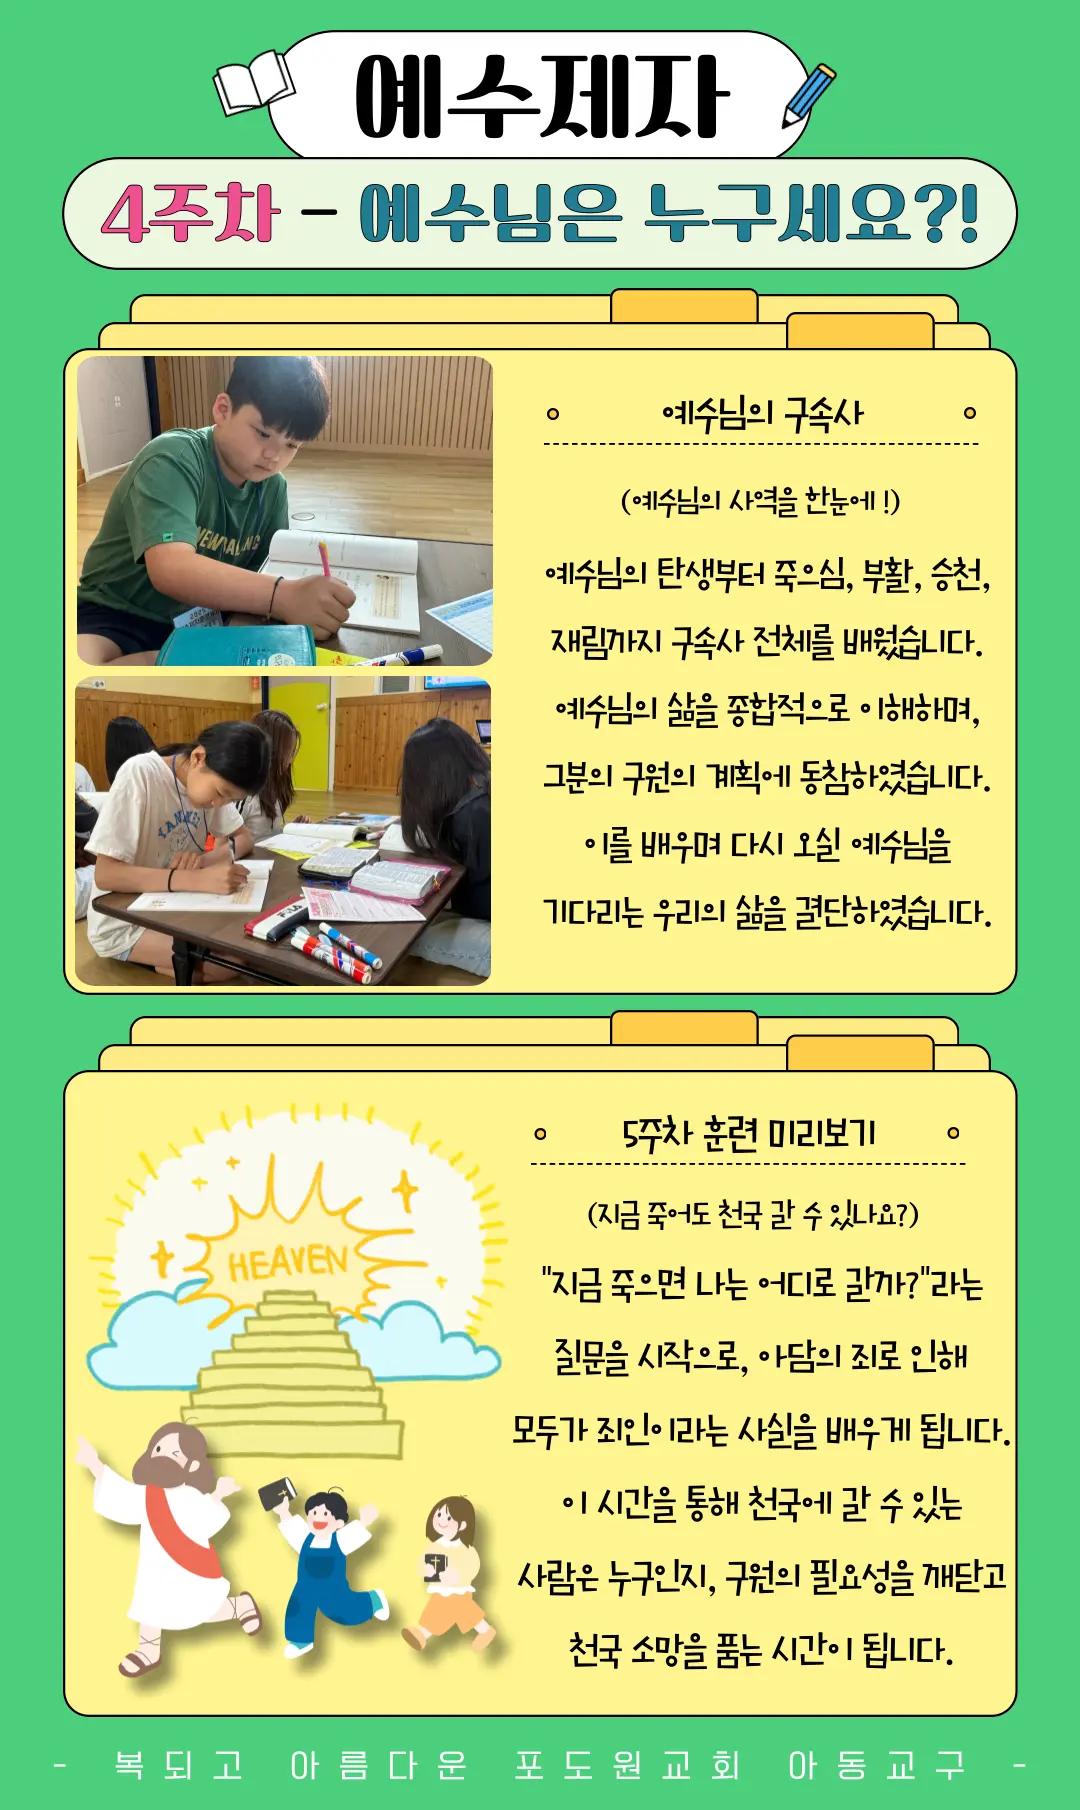 예수제자
4주차 - 예수님은 누구세요?!
예수님의 구속사
(예수님의 사역을 한눈에!)
예수님의 탄생부터 죽으심, 부활, 승천,
재림까지 구속사 전체를 배웠습니다.
예수님의 삶을 종합적으로 이해하며,
그분의 구원의 계획에 동참하였습니다.
이를 배우며 다시 오실 예수님을
기다리는 우리의 삶을 결단하였습니다.
5주차 훈련 미리보기
(지금 죽어도 천국 갈 수 있나요?)
"지금 죽으면 나는 어디로 갈까?"라는
질문을 시작으로, 아담의 죄로 인해
모두가 죄인이라는 사실을 배우게 됩니다.
이 시간을 통해 천국에 갈 수 있는
사람은 누구인지, 구원의 필요성을 깨닫고
천국 소망을 품는 시간이 됩니다.
HEAVEN
- 복되고 아름다운 포도원교회 아동교구 -